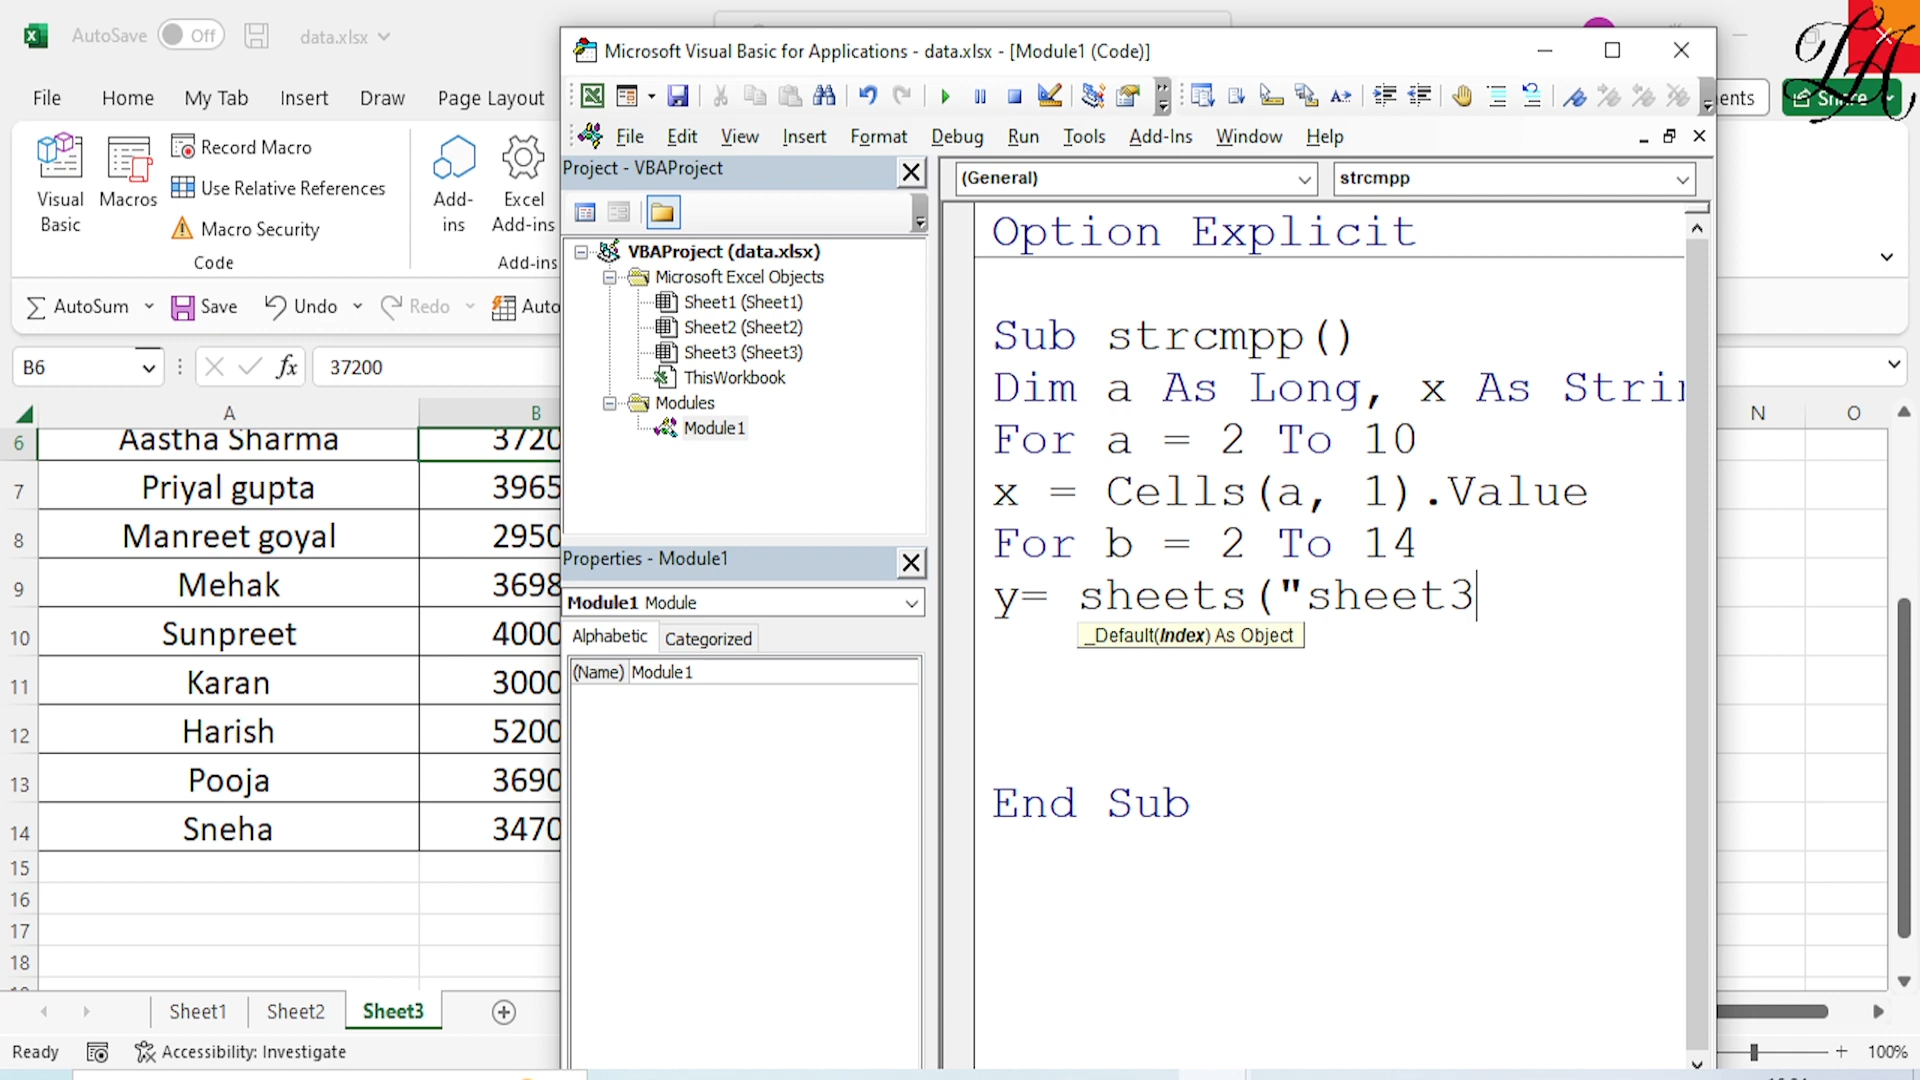 AutoSave Off data.xlsx
File Home My Tab Insert Draw Page Layout
Share
Visual Basic
Macros
Record Macro
Use Relative References
Macro Security
Code
Add-ins
Excel Add-ins
Add-ins
AutoSum Save Undo Redo Auto
B6 fx 37200
A B N O
6 Aastha Sharma 3720
7 Priyal gupta 3965
8 Manreet goyal 2950
9 Mehak 3698
10 Sunpreet 4000
11 Karan 3000
12 Harish 5200
13 Pooja 3690
14 Sneha 3470
15
16
17
18
Sheet1 Sheet2 Sheet3
Ready Accessibility: Investigate 100%
Microsoft Visual Basic for Applications - data.xlsx - [Module1 (Code)]
File Edit View Insert Format Debug Run Tools Add-Ins Window Help
Project - VBAProject
VBAProject (data.xlsx)
Microsoft Excel Objects
Sheet1 (Sheet1)
Sheet2 (Sheet2)
Sheet3 (Sheet3)
ThisWorkbook
Modules
Module1
Properties - Module1
Module1 Module
Alphabetic Categorized
(Name) Module1
(General) strcmpp
Option Explicit
Sub strcmpp()
Dim a As Long, x As Strin
For a = 2 To 10
x = Cells(a, 1).Value
For b = 2 To 14
y= sheets("sheet3
_Default(Index) As Object
End Sub